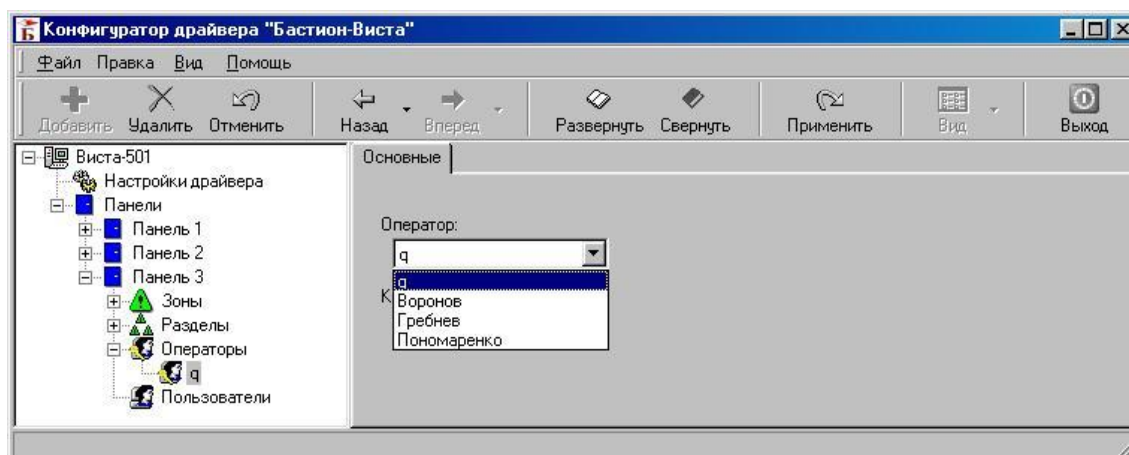 Конфигуратор драйвера "Бастион-Виста"
Файл Правка Вид Помощь
Добавить Удалить Отменить Назад Вперед Развернуть Свернуть Применить Вид Выход
Виста-501
Настройки драйвера
Панели
Панель 1
Панель 2
Панель 3
Зоны
Разделы
Операторы
q
Пользователи
Основные
Оператор:
q
q
К
Воронов
Гребнев
Пономаренко